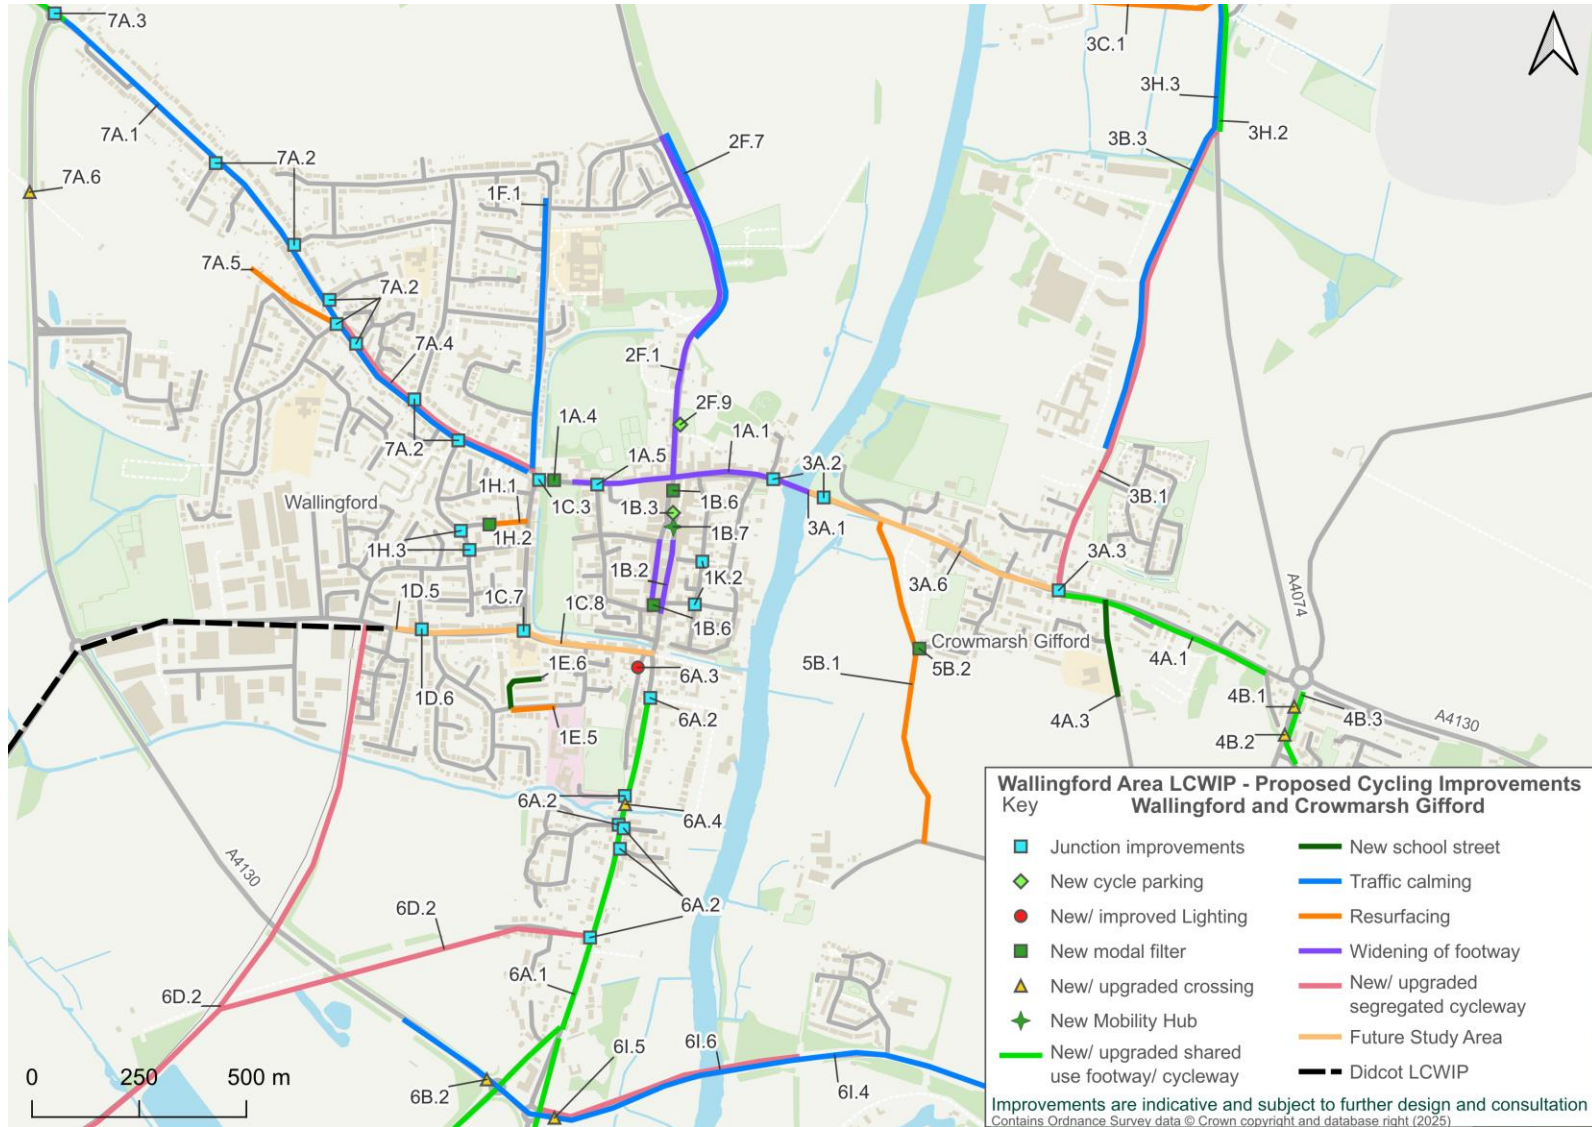 7A.3
3C.1
7A.1
3H.3
3H.2
2F.7
3B.3
7A.2
7A.6
1F.1
7A.5
7A.2
7A.4
2F.1
2F.9
1A.4
1A.1
7A.2
1A.5
3A.2
Wallingford
1H.1
1C.3
1B.6
3B.1
1B.3
3A.1
1H.2
1B.7
1H.3
1B.2
1K.2
3A.6
3A.3
A4074
1D.5
1C.7
1C.8
1B.6
Crowmarsh Gifford
5B.1
5B.2
4A.1
1E.6
6A.3
1D.6
6A.2
4B.1
4B.3
1E.5
4A.3
4B.2
A4130
6A.2
6A.4
A4130
6D.2
6A.2
6A.1
6D.2
6I.5
6I.6
6I.4
6B.2
0 250 500 m
Wallingford Area LCWIP - Proposed Cycling Improvements
Key Wallingford and Crowmarsh Gifford
Junction improvements
New cycle parking
New/ improved Lighting
New modal filter
New/ upgraded crossing
New Mobility Hub
New/ upgraded shared
use footway/ cycleway
New school street
Traffic calming
Resurfacing
Widening of footway
New/ upgraded
segregated cycleway
Future Study Area
Didcot LCWIP
Improvements are indicative and subject to further design and consultation
Contains Ordnance Survey data © Crown copyright and database right (2025)